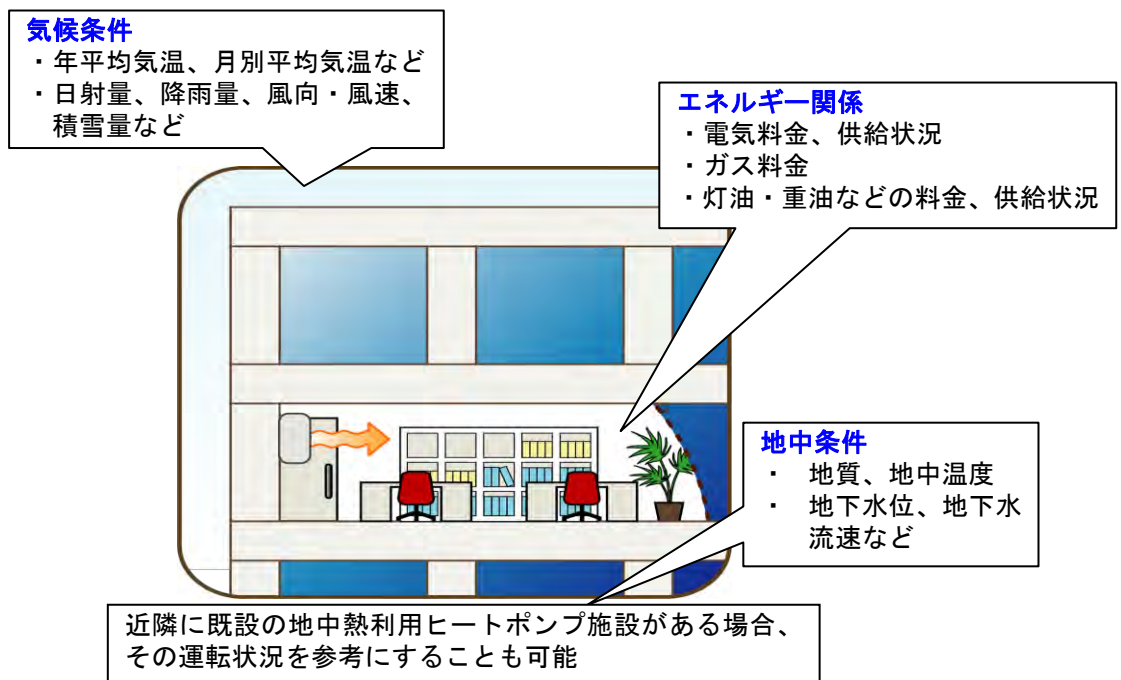 気候条件
・年平均気温、月別平均気温など
・日射量、降雨量、風向・風速、
積雪量など
エネルギー関係
・電気料金、供給状況
・ガス料金
・灯油・重油などの料金、供給状況
地中条件
・ 地質、地中温度
・ 地下水位、地下水
流速など
近隣に既設の地中熱利用ヒートポンプ施設がある場合、
その運転状況を参考にすることも可能